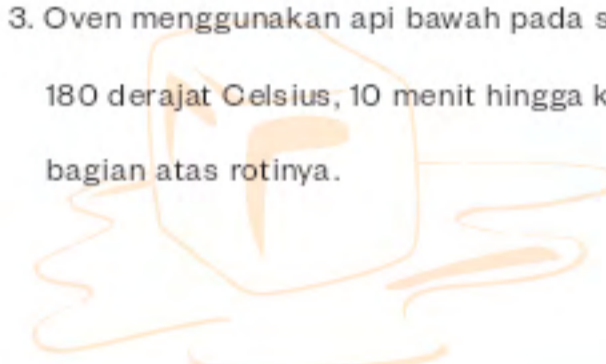 3. Oven menggunakan api bawah pada
180 derajat Celsius, 10 menit hingga
bagian atas rotinya.